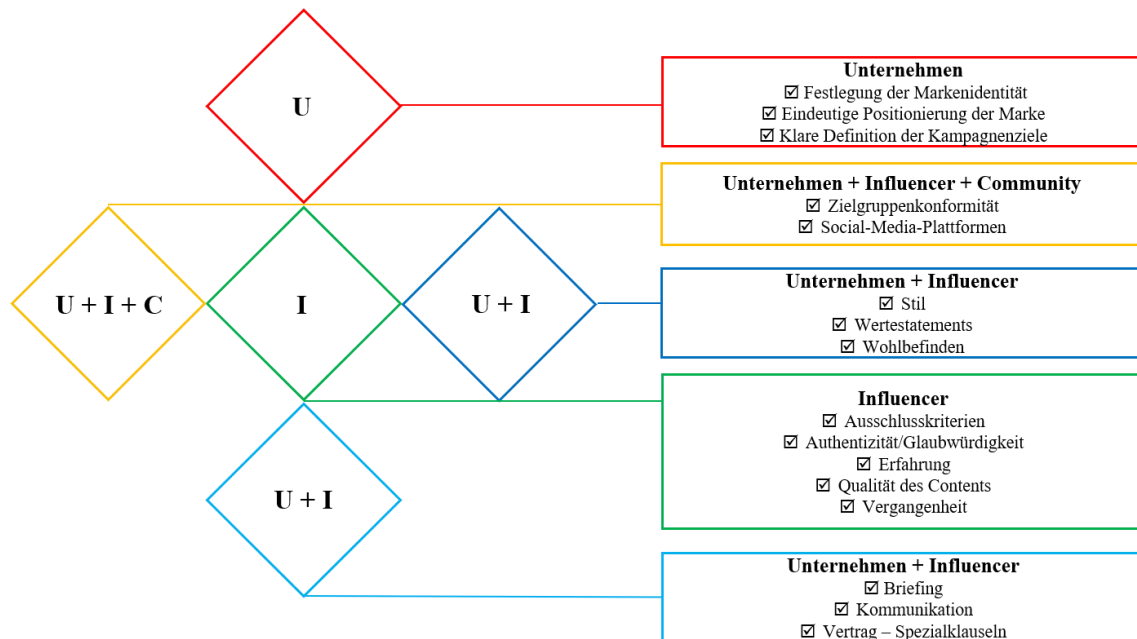 U
U + I + C
I
U + I
U + I
Unternehmen
☑ Festlegung der Markenidentität
☑ Eindeutige Positionierung der Marke
☑ Klare Definition der Kampagnenziele
Unternehmen + Influencer + Community
☑ Zielgruppenkonformität
☑ Social-Media-Plattformen
Unternehmen + Influencer
☑ Stil
☑ Wertestatements
☑ Wohlbefinden
Influencer
☑ Ausschlusskriterien
☑ Authentizität/Glaubwürdigkeit
☑ Erfahrung
☑ Qualität des Contents
☑ Vergangenheit
Unternehmen + Influencer
☑ Briefing
☑ Kommunikation
☑ Vertrag – Spezialklauseln